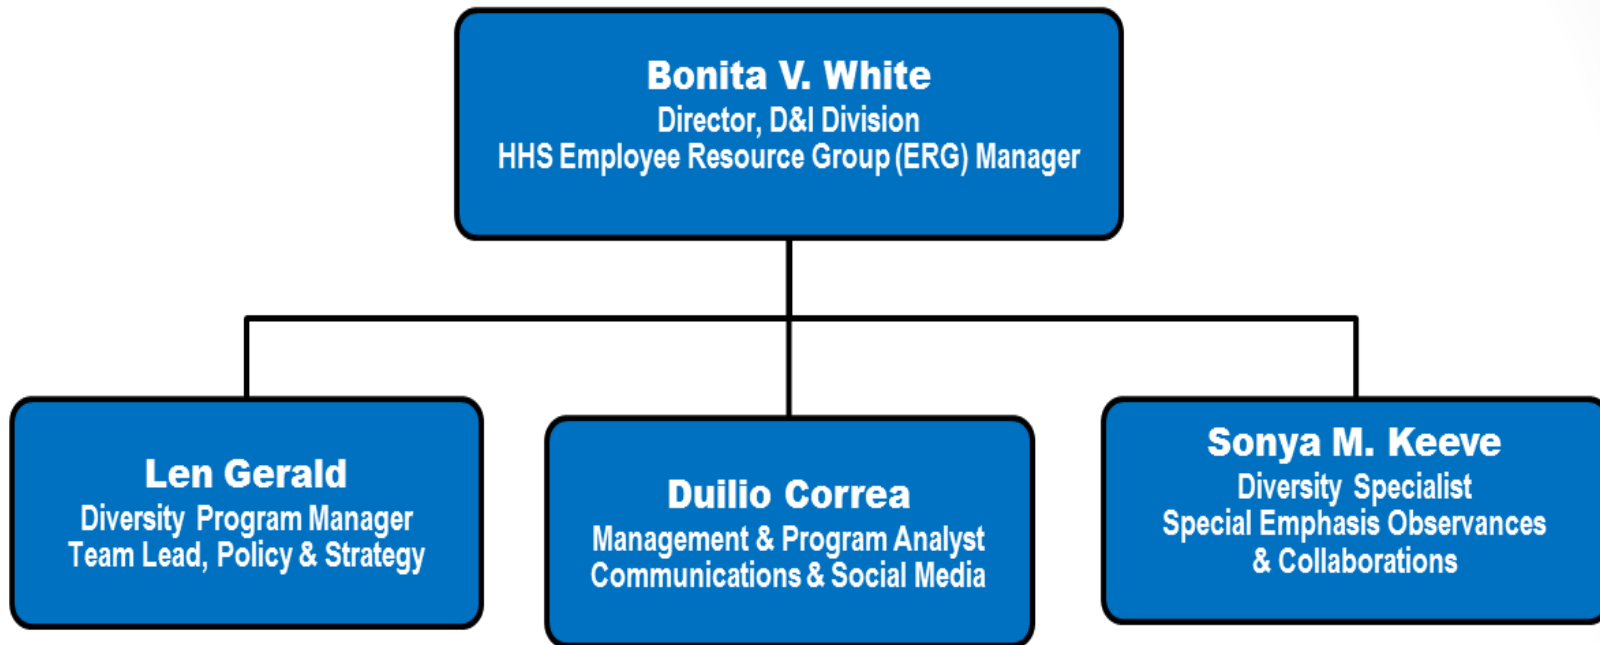 Bonita V. White
Director, D&I Division
HHS Employee Resource Group (ERG) Manager
Len Gerald
Diversity Program Manager
Team Lead, Policy & Strategy
Duilio Correa
Management & Program Analyst
Communications & Social Media
Sonya M. Keeve
Diversity Specialist
Special Emphasis Observances
& Collaborations